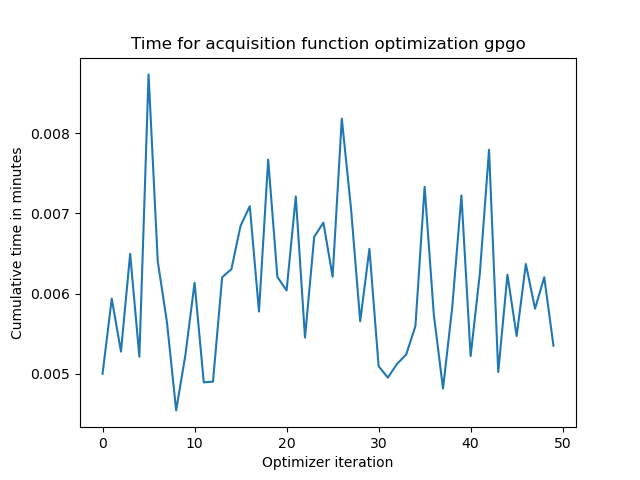 Time for acquisition function optimization gpgo
Cumulative time in minutes
0.008
0.007
0.006
0.005
0 10 20 30 40 50
Optimizer iteration